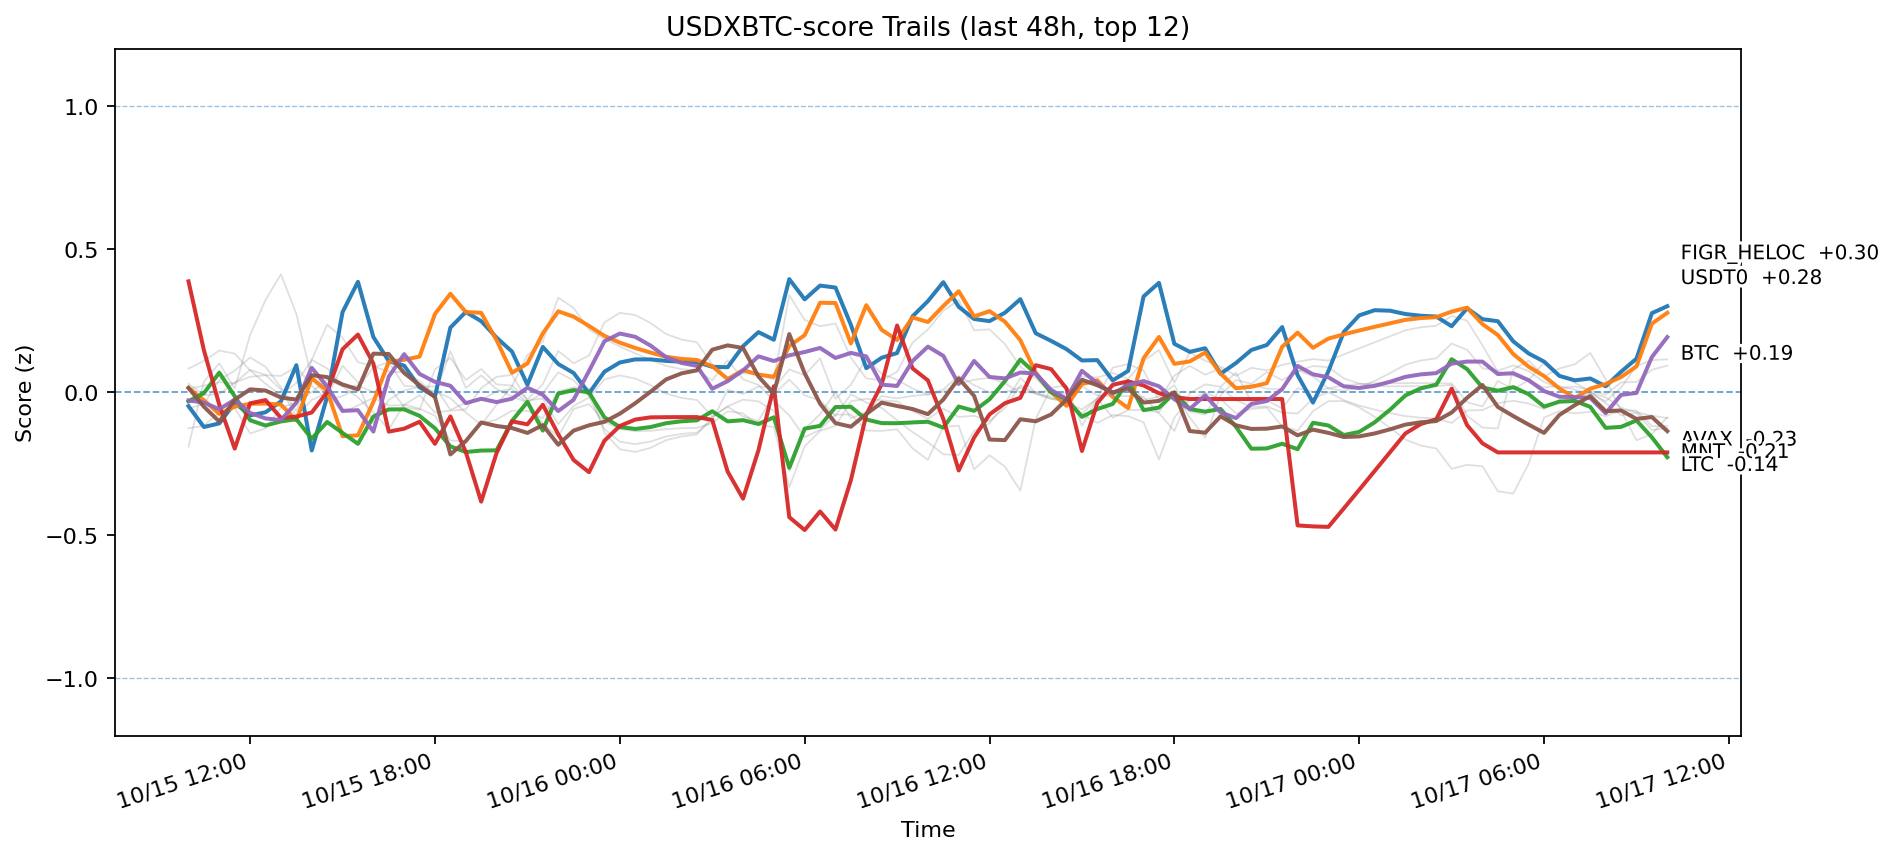 USDXBTC-score Trails (last 48h, top 12)
Score (z)
1.0
0.5
0.0
−0.5
−1.0
FIGR_HELOC +0.30
USDT0 +0.28
BTC +0.19
AVAX -0.23
MNT -0.21
LTC -0.14
10/15 12:00
10/15 18:00
10/16 00:00
10/16 06:00
10/16 12:00
10/16 18:00
10/17 00:00
10/17 06:00
10/17 12:00
Time